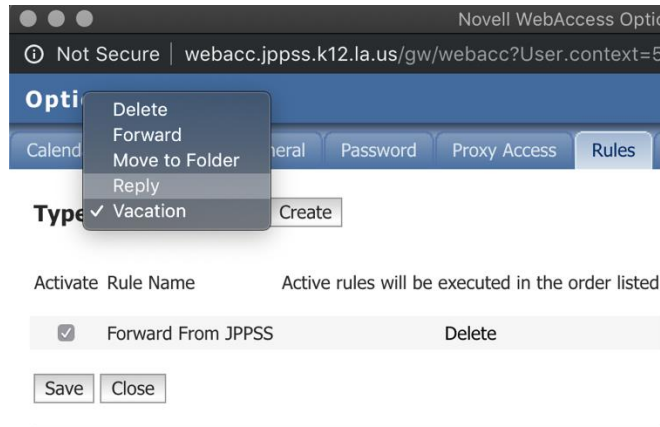 Novell WebAccess Optic
Not Secure | webacc.jppss.k12.la.us/gw/webacc?User.context=5
Opti
Delete
Forward
Move to Folder
Reply
✓ Vacation
Calend
neral
Password
Proxy Access
Rules
Type
Create
Activate Rule Name Active rules will be executed in the order listed
Forward From JPPSS Delete
Save Close